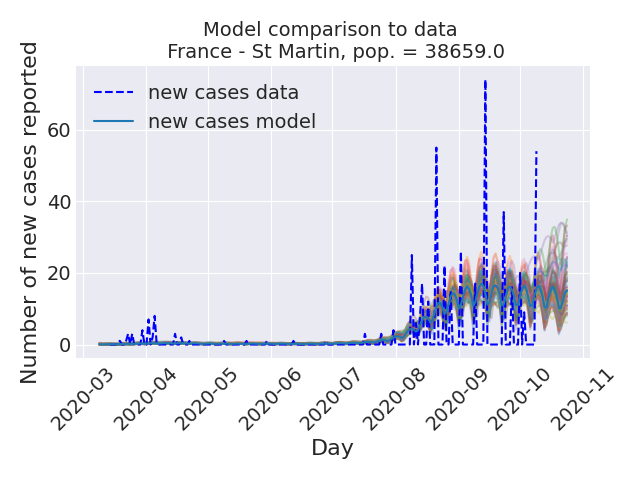 Model comparison to data
France - St Martin, pop. = 38659.0
new cases data
new cases model
Number of new cases reported
60
40
20
0
2020-03
2020-04
2020-05
2020-06
2020-07
2020-08
2020-09
2020-10
2020-11
Day